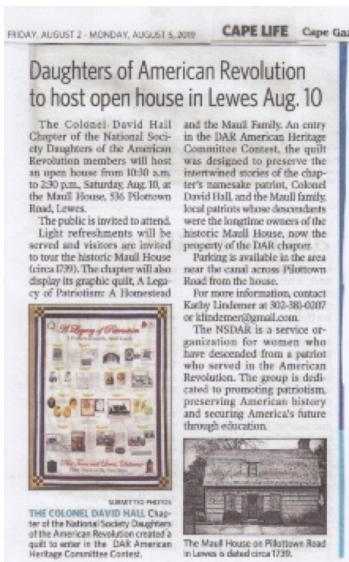 FRIDAY, AUGUST 2 - MONDAY, AUGUST 5, 2019
CAPE LIFE
Cape Gaz
Daughters of American Revolution
to host open house in Lewes Aug. 10
The Colonel David Hall
Chapter of the National Soci-
ety Daughters of the American
Revolution members will host
an open house from 10:30 a.m.
to 2:30 p.m., Saturday, Aug. 10, at
the Maull House, 536 Pilottown
Road, Lewes.
The public is invited to attend.
Light refreshments will be
served and visitors are invited
to tour the historic Maull House
(circa 1739). The chapter will also
display its graphic quilt, A Lega-
cy of Patriotism: A Homestead
A Legacy of Patriotism
SUBMITTED PHOTOS
THE COLONEL DAVID HALL Chap-
ter of the National Society Daughters
of the American Revolution created a
quilt to enter in the DAR American
Heritage Committee Contest.
and the Maull Family. An entry
in the DAR American Heritage
Committee Contest, the quilt
was designed to preserve the
intertwined stories of the chap-
ter's namesake patriot, Colonel
David Hall, and the Maull family,
local patriots whose descendants
were the longtime owners of the
historic Maull House, now the
property of the DAR chapter.
Parking is available in the area
near the canal across Pilottown
Road from the house.
For more information, contact
Kathy Lindemer at 302-381-0207
or klindemer@gmail.com.
The NSDAR is a service or-
ganization for women who
have descended from a patriot
who served in the American
Revolution. The group is dedi-
cated to promoting patriotism,
preserving American history
and securing America's future
through education.
The Maull House on Pilottown Road
in Lewes is dated circa 1739.